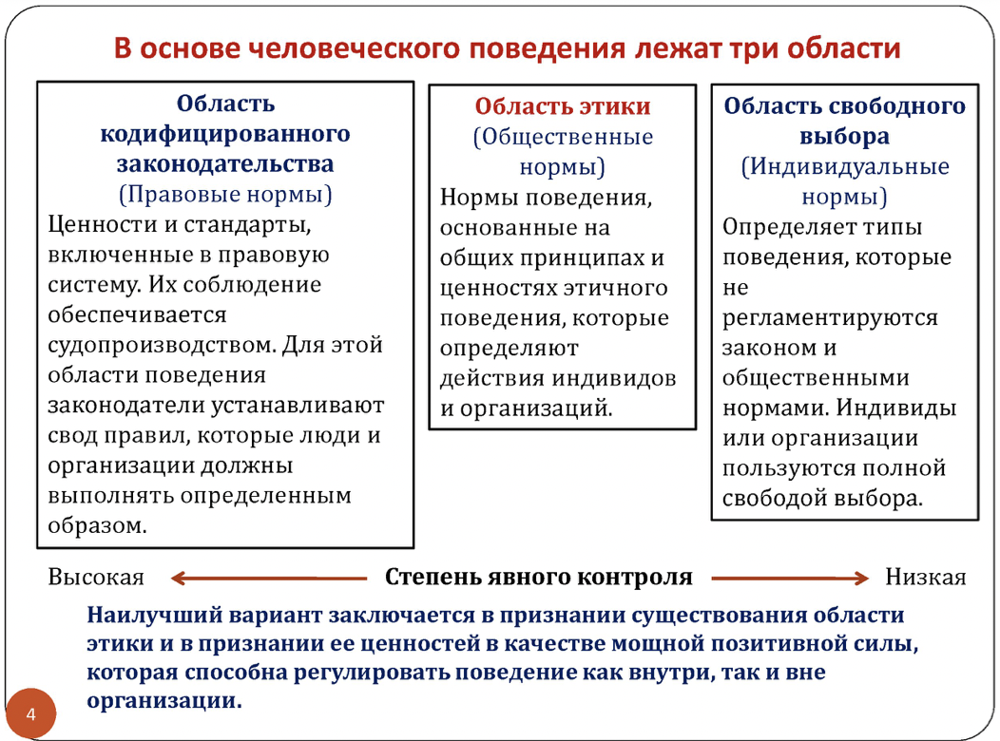 В основе человеческого поведения лежат три области
Область
кодифицированного
законодательства
(Правовые нормы)
Ценности и стандарты,
включенные в правовую
систему. Их соблюдение
обеспечивается
судопроизводством. Для этой
области поведения
законодатели устанавливают
свод правил, которые люди и
организации должны
выполнять определенным
образом.
Область этики
(Общественные
нормы)
Нормы поведения,
основанные на
общих принципах и
ценностях этичного
поведения, которые
определяют
действия индивидов
и организаций.
Область свободного
выбора
(Индивидуальные
нормы)
Определяет типы
поведения, которые
не
регламентируются
законом и
общественными
нормами. Индивиды
или организации
пользуются полной
свободой выбора.
Высокая Степень явного контроля Низкая
Наилучший вариант заключается в признании существования области
этики и в признании ее ценностей в качестве мощной позитивной силы,
которая способна регулировать поведение как внутри, так и вне
организации.
4